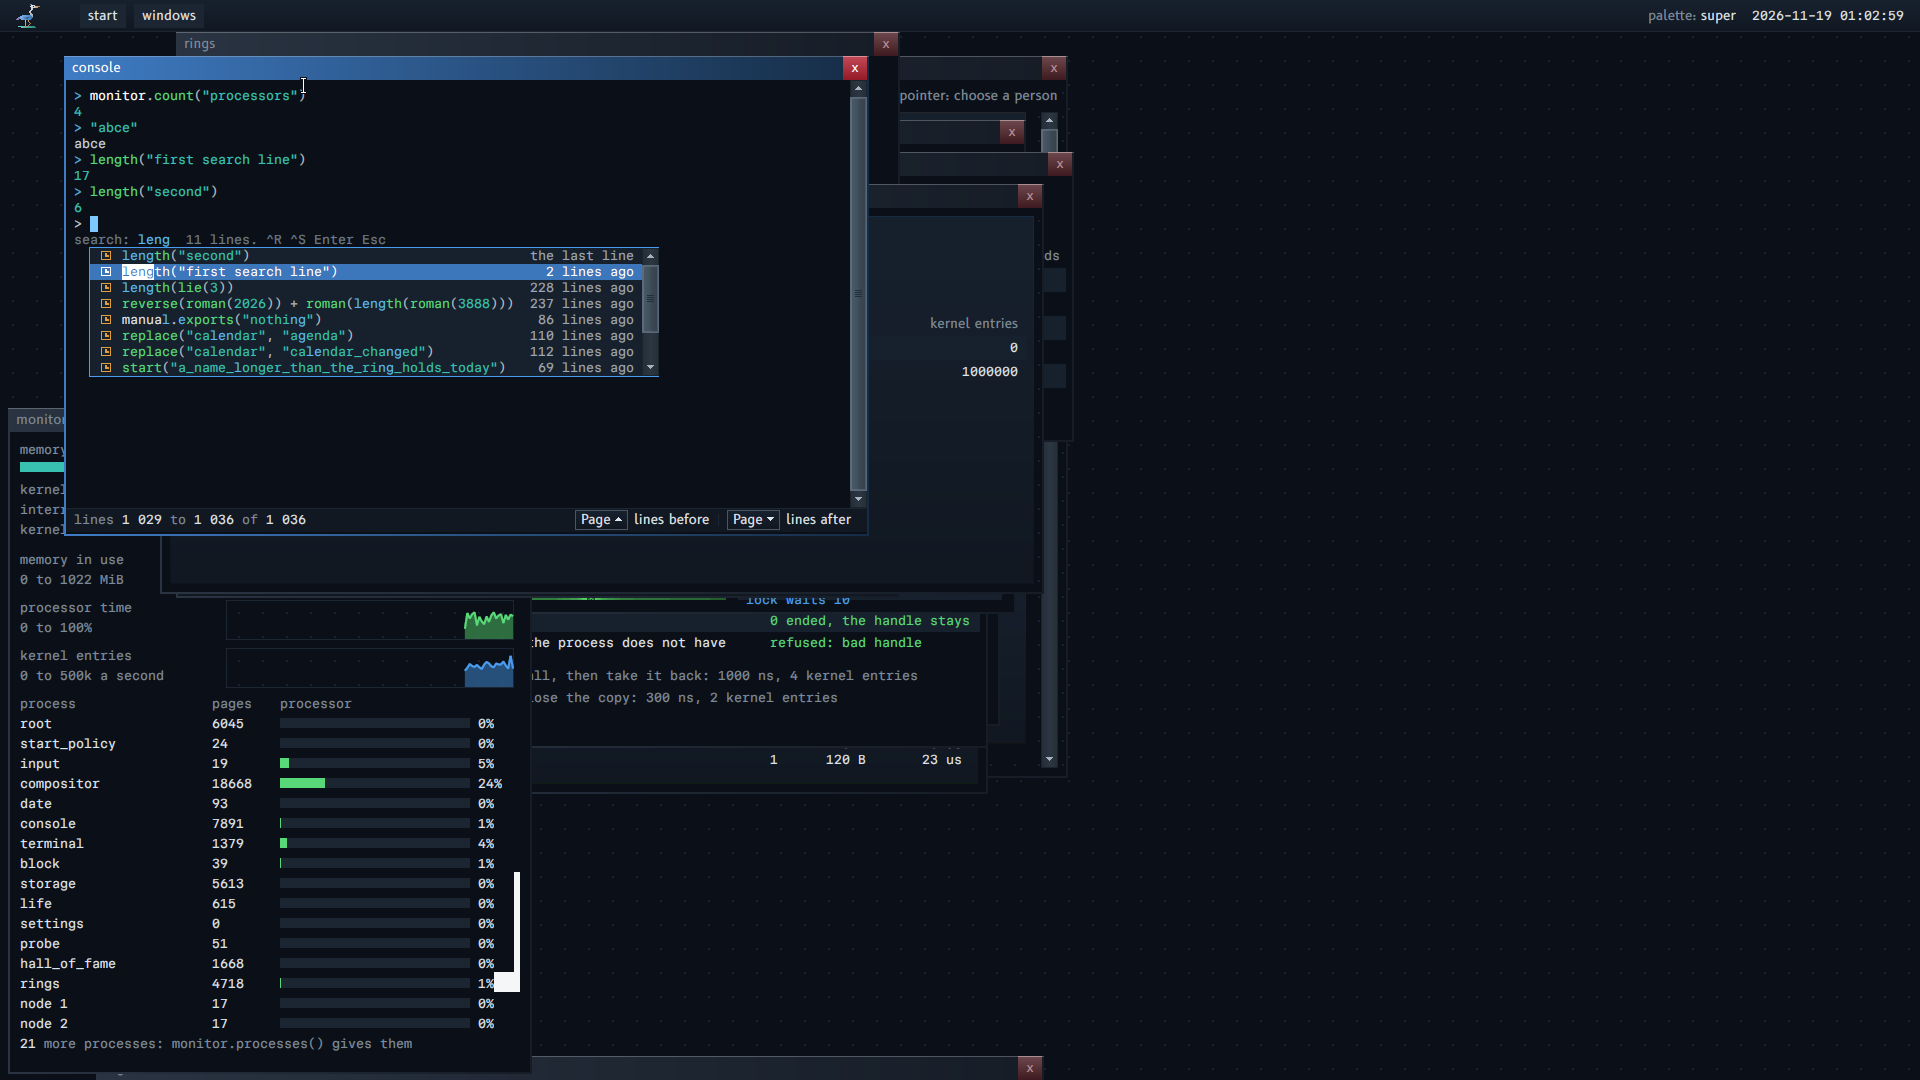 start windows palette: super 2026-11-19 01:02:59
rings x
console x
> monitor.count("processors")
4
> "abce"
abce
> length("first search line")
17
> length("second")
6
>
search: leng 11 lines. ^R ^S Enter Esc
length("second") the last line
length("first search line") 2 lines ago
length(lie(3)) 228 lines ago
reverse(roman(2026)) + roman(length(roman(3888))) 237 lines ago
manual.exports("nothing") 86 lines ago
replace("calendar", "agenda") 110 lines ago
replace("calendar", "calendar_changed") 112 lines ago
start("a_name_longer_than_the_ring_holds_today") 69 lines ago
lines 1 029 to 1 036 of 1 036 Page lines before Page lines after
x
pointer: choose a person
x
x
x
ds
kernel entries
0
1000000
monitor
memory
kernel
inter
kernel
memory in use
0 to 1022 MiB
processor time
0 to 100%
kernel entries
0 to 500k a second
process pages processor
root 6045 0%
start_policy 24 0%
input 19 5%
compositor 18668 24%
date 93 0%
console 7891 1%
terminal 1379 4%
block 39 1%
storage 5613 0%
life 615 0%
settings 0 0%
probe 51 0%
hall_of_fame 1668 0%
rings 4718 1%
node 1 17 0%
node 2 17 0%
21 more processes: monitor.processes() gives them
lock waits 10
0 ended, the handle stays
the process does not have refused: bad handle
all, then take it back: 1000 ns, 4 kernel entries
ose the copy: 300 ns, 2 kernel entries
1 120 B 23 us
x